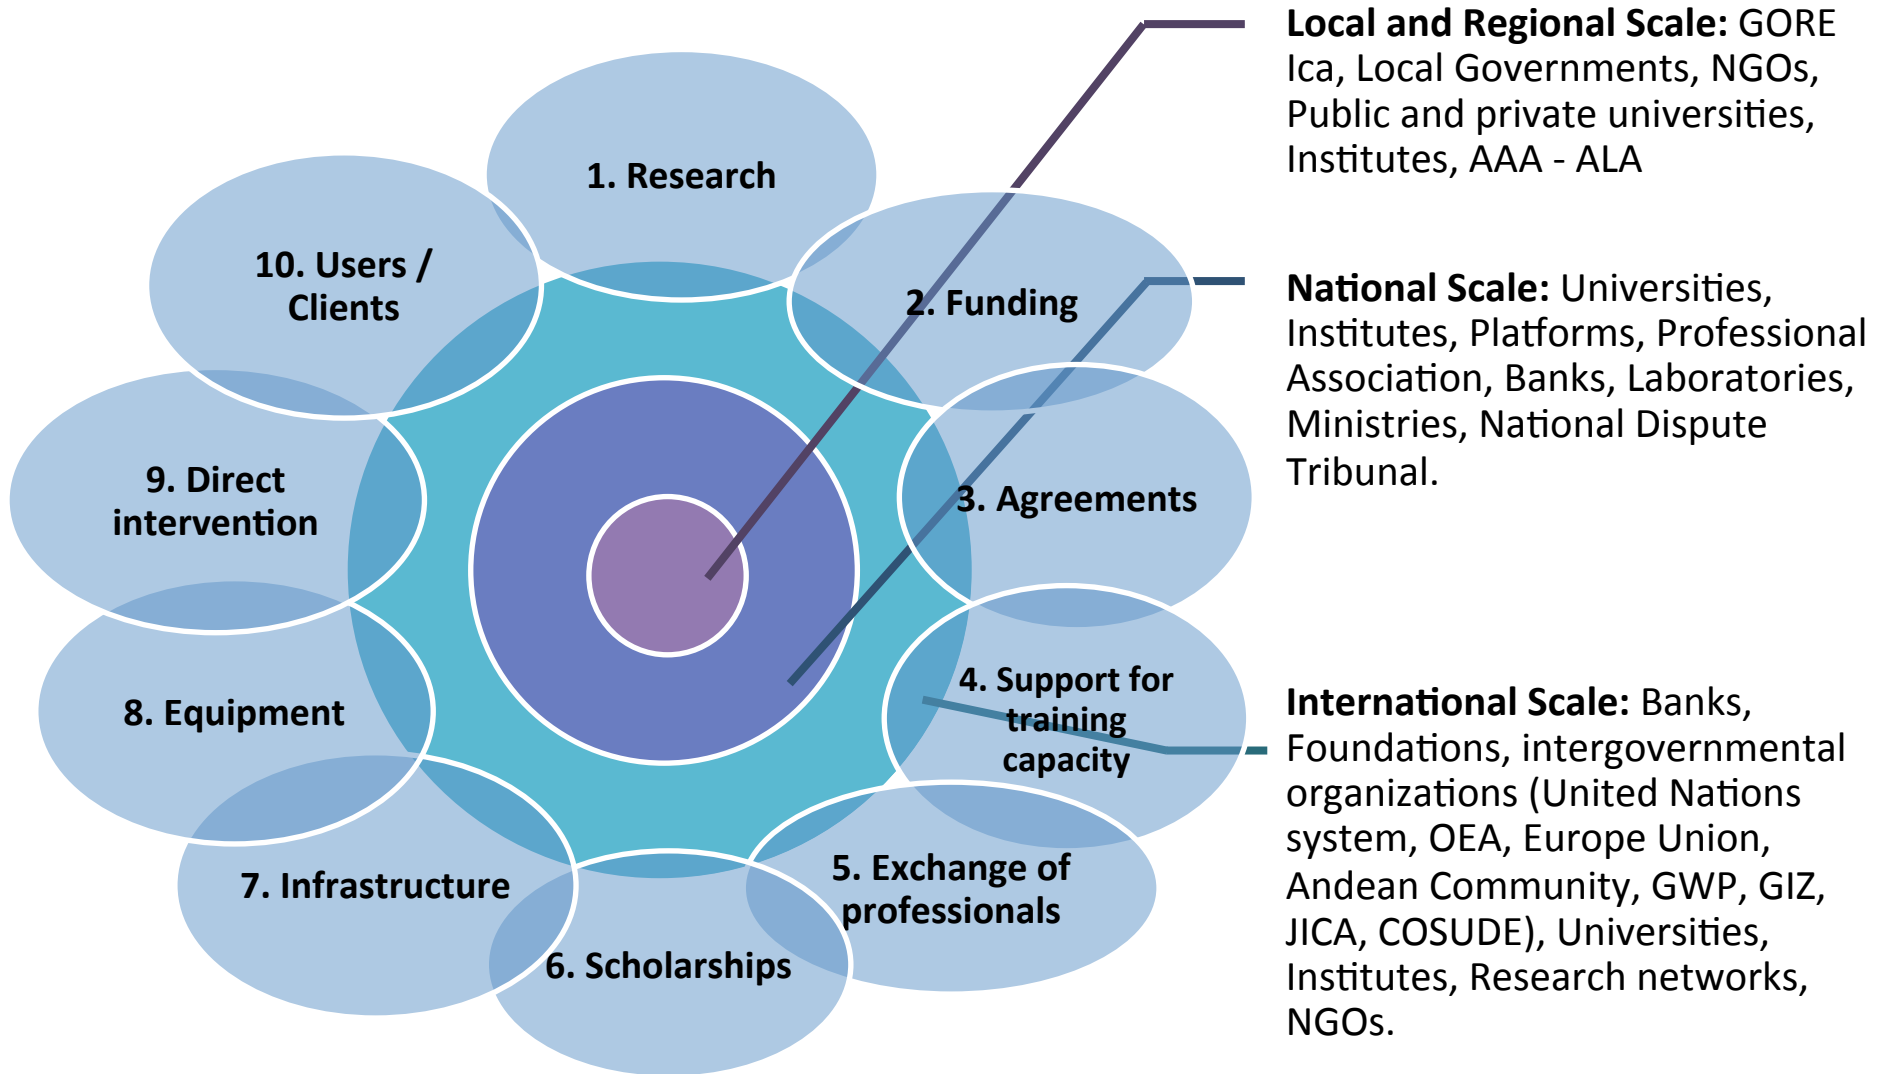 1. Research
2. Funding
3. Agreements
4. Support for
training
capacity
5. Exchange of
professionals
6. Scholarships
7. Infrastructure
8. Equipment
9. Direct
intervention
10. Users /
Clients
Local and Regional Scale: GORE
Ica, Local Governments, NGOs,
Public and private universities,
Institutes, AAA - ALA
National Scale: Universities,
Institutes, Platforms, Professional
Association, Banks, Laboratories,
Ministries, National Dispute
Tribunal.
International Scale: Banks,
Foundations, intergovernmental
organizations (United Nations
system, OEA, Europe Union,
Andean Community, GWP, GIZ,
JICA, COSUDE), Universities,
Institutes, Research networks,
NGOs.